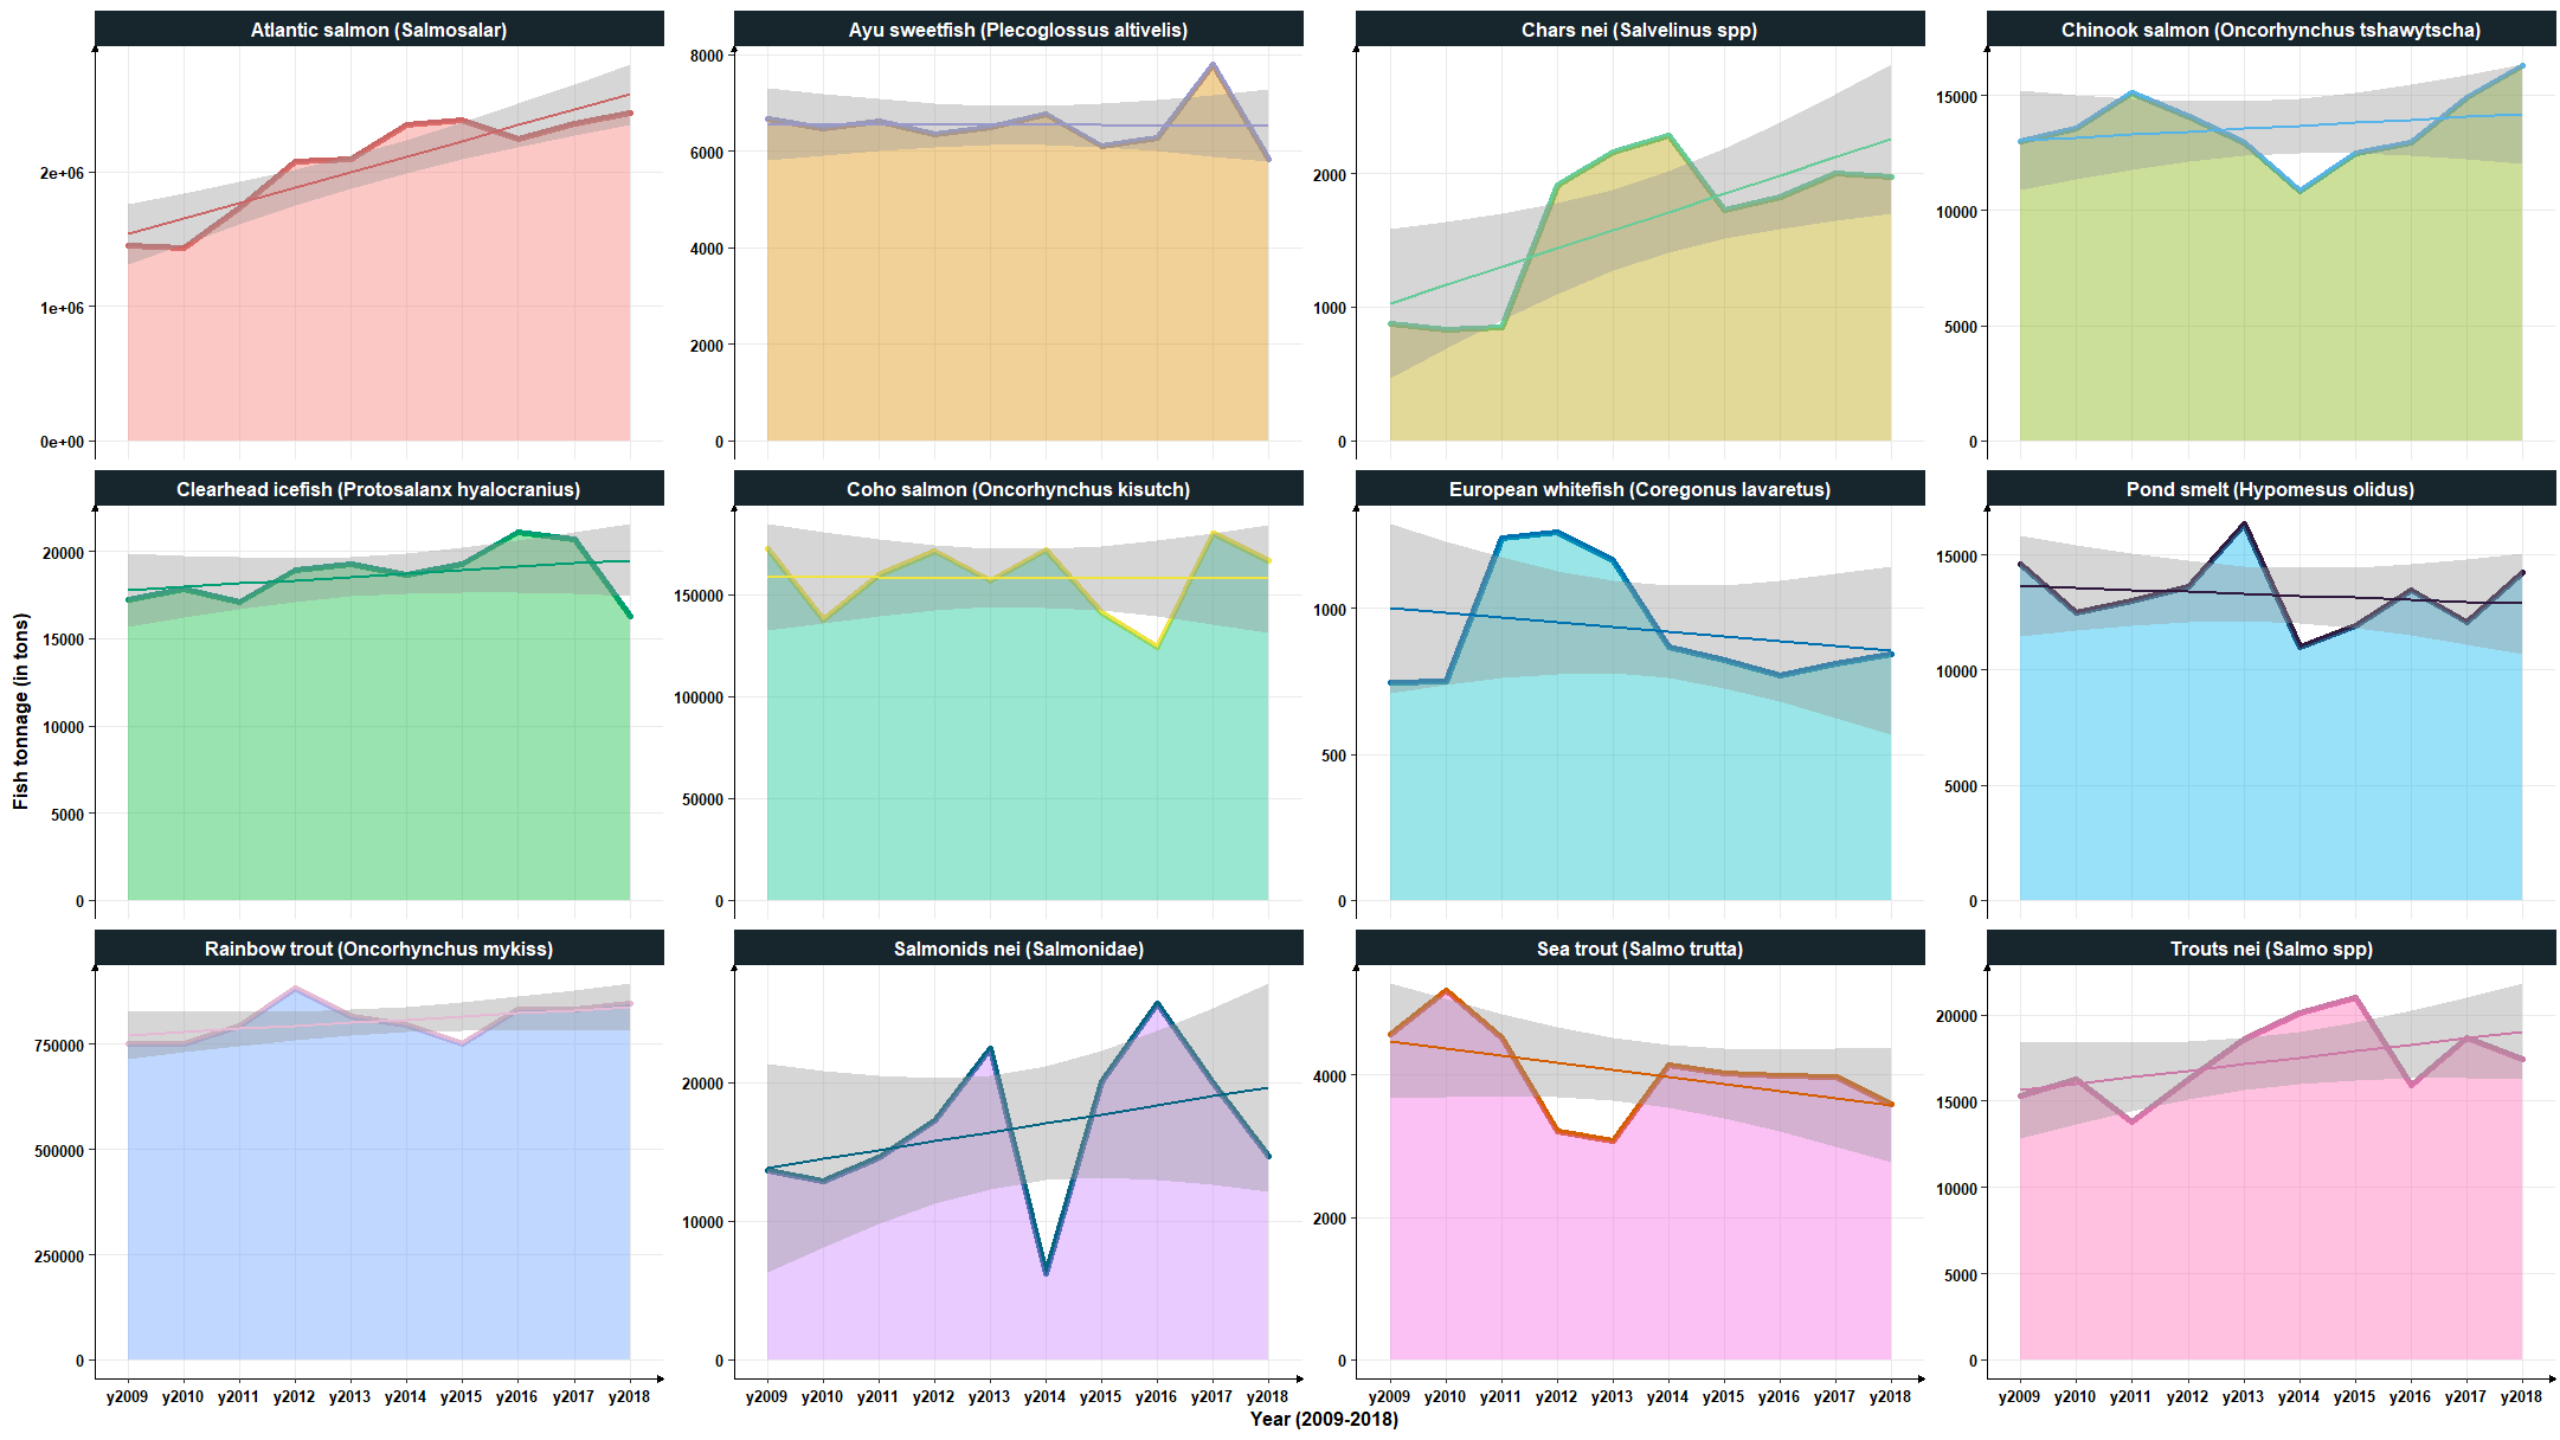 Atlantic salmon (Salmosalar)
Ayu sweetfish (Plecoglossus altivelis)
Chars nei (Salvelinus spp)
Chinook salmon (Oncorhynchus tshawytscha)
2e+06
1e+06
0e+00
8000
6000
4000
2000
0
2000
1000
0
15000
10000
5000
0
Clearhead icefish (Protosalanx hyalocranius)
Coho salmon (Oncorhynchus kisutch)
European whitefish (Coregonus lavaretus)
Pond smelt (Hypomesus olidus)
Fish tonnage (in tons)
20000
15000
10000
5000
0
150000
100000
50000
0
1000
500
0
15000
10000
5000
0
Rainbow trout (Oncorhynchus mykiss)
Salmonids nei (Salmonidae)
Sea trout (Salmo trutta)
Trouts nei (Salmo spp)
750000
500000
250000
0
20000
10000
0
4000
2000
0
20000
15000
10000
5000
0
y2009 y2010 y2011 y2012 y2013 y2014 y2015 y2016 y2017 y2018
y2009 y2010 y2011 y2012 y2013 y2014 y2015 y2016 y2017 y2018
y2009 y2010 y2011 y2012 y2013 y2014 y2015 y2016 y2017 y2018
y2009 y2010 y2011 y2012 y2013 y2014 y2015 y2016 y2017 y2018
Year (2009-2018)